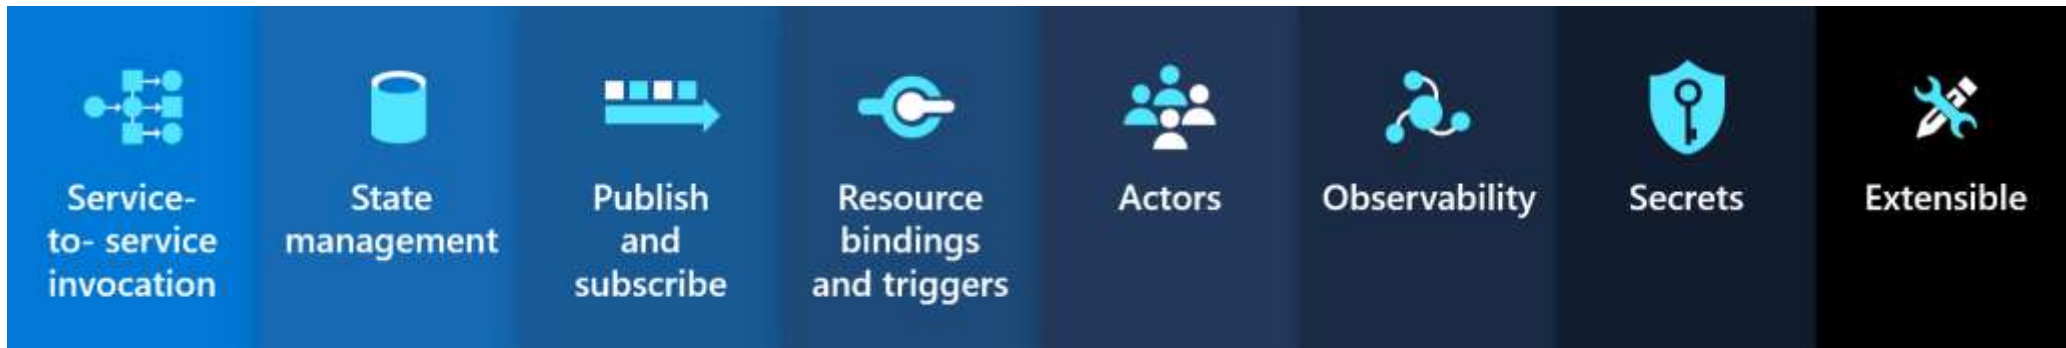 Service-
to- service
invocation
State
management
Publish
and
subscribe
Resource
bindings
and triggers
Actors
Observability
Secrets
Extensible